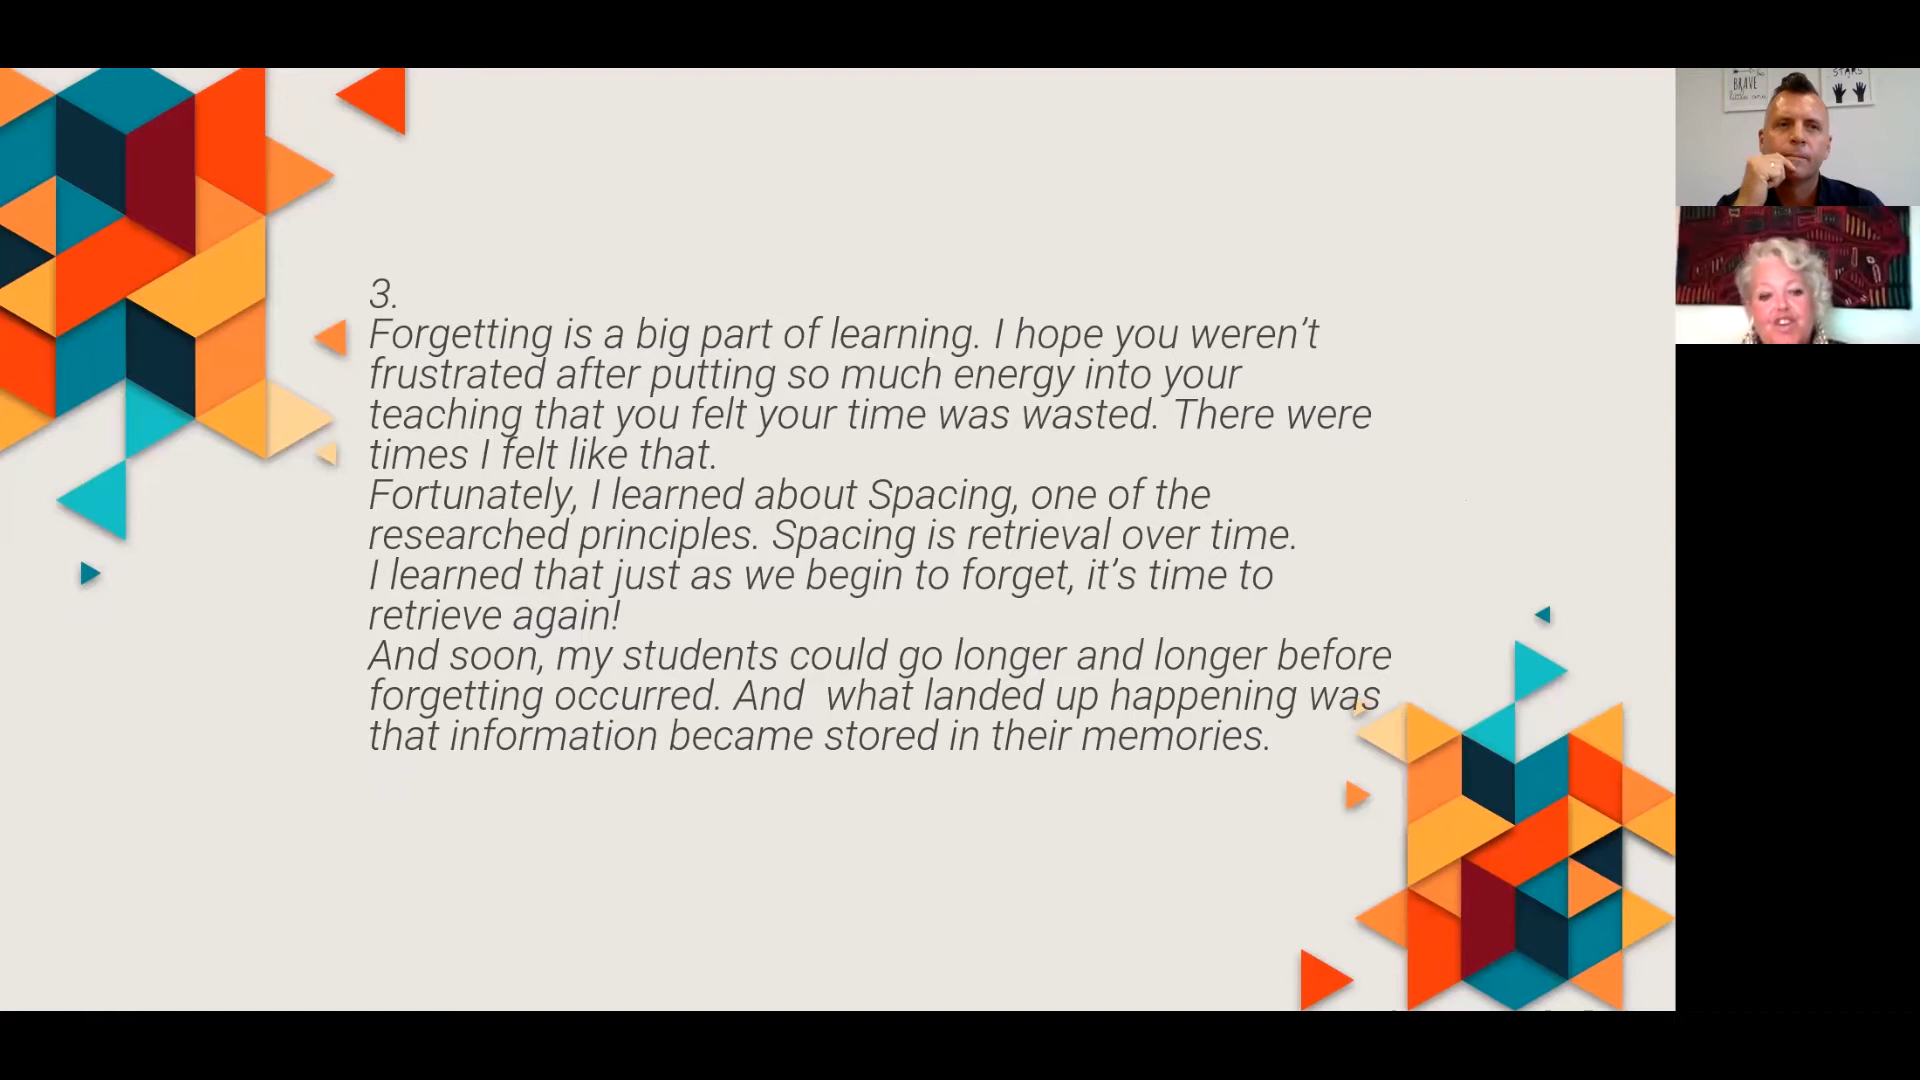 3.
Forgetting is a big part of learning. I hope you weren’t
frustrated after putting so much energy into your
teaching that you felt your time was wasted. There were
times I felt like that.
Fortunately, I learned about Spacing, one of the
researched principles. Spacing is retrieval over time.
I learned that just as we begin to forget, it’s time to
retrieve again!
And soon, my students could go longer and longer before
forgetting occurred. And  what landed up happening was
that information became stored in their memories.
BRAVE
STARS